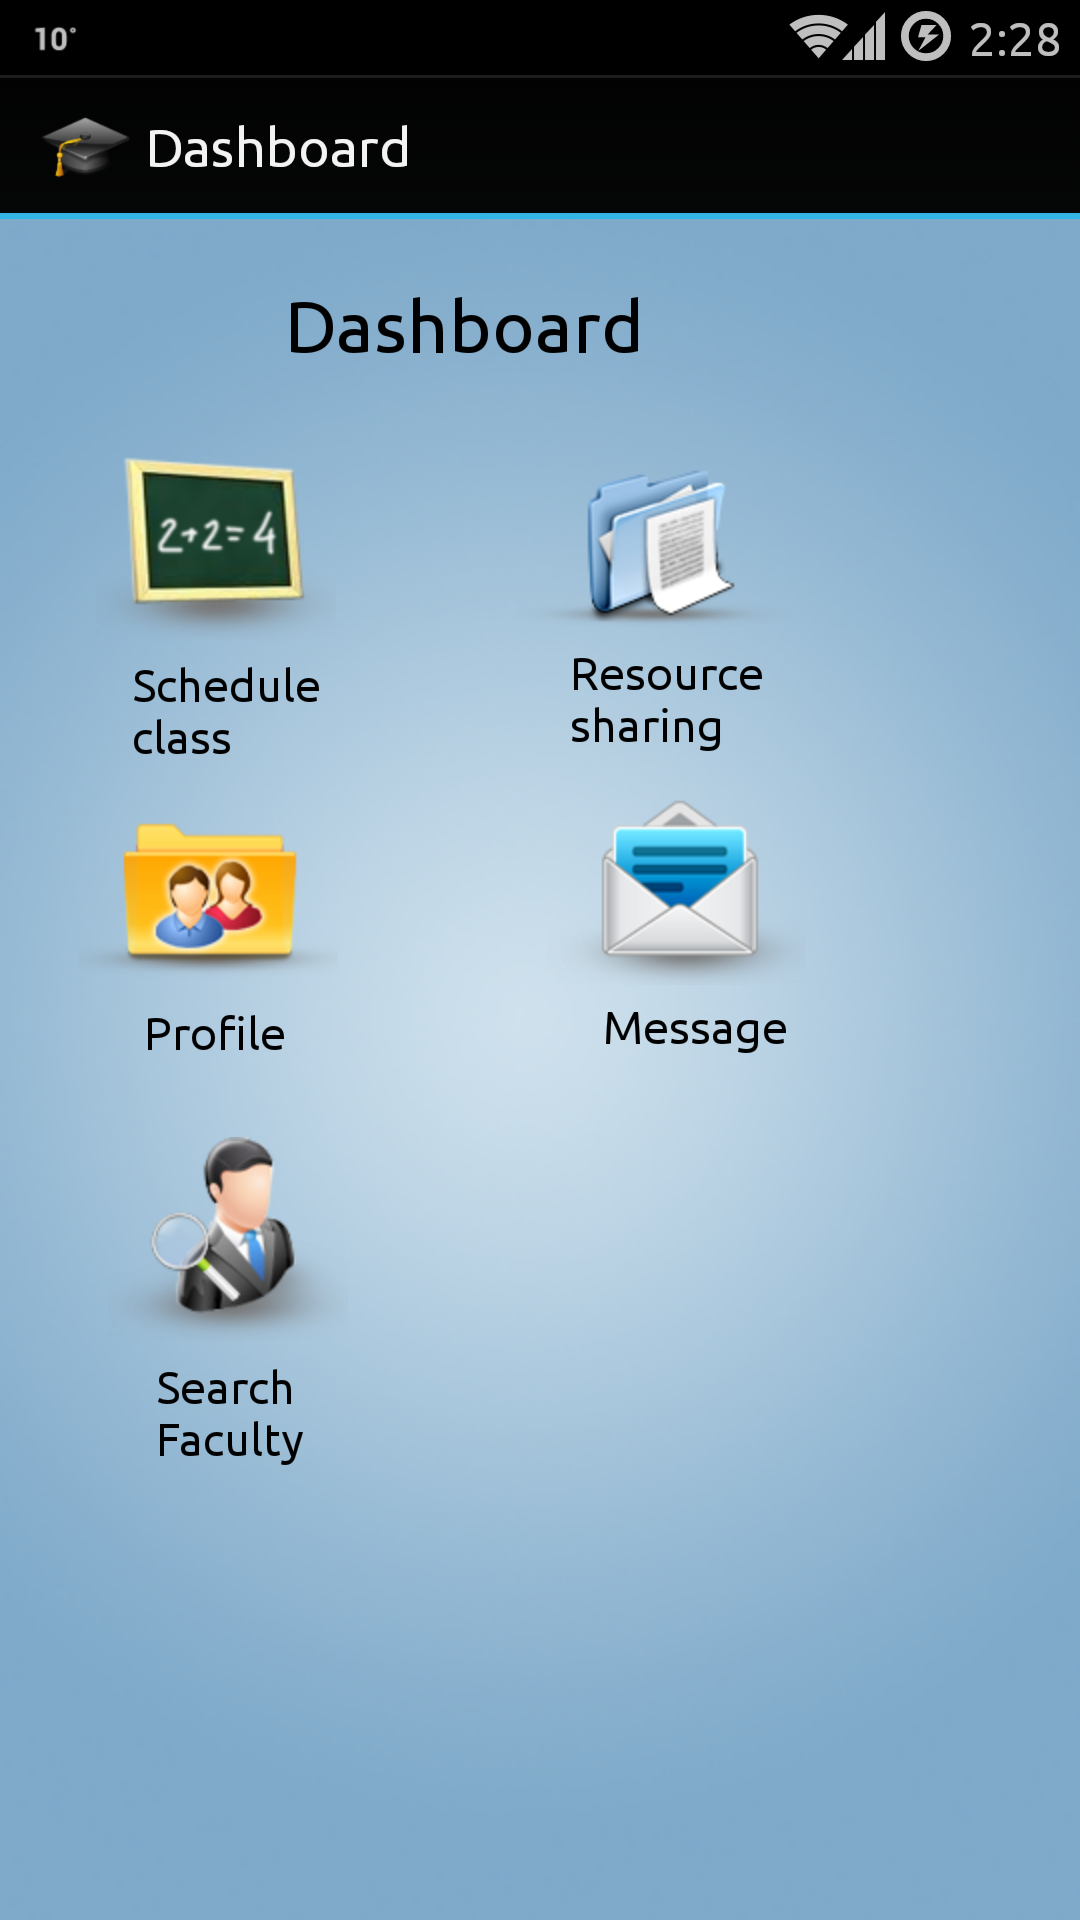 10°
2:28
Dashboard
Dashboard
2+2=4
Schedule
class
Resource
sharing
Profile
Message
Search
Faculty